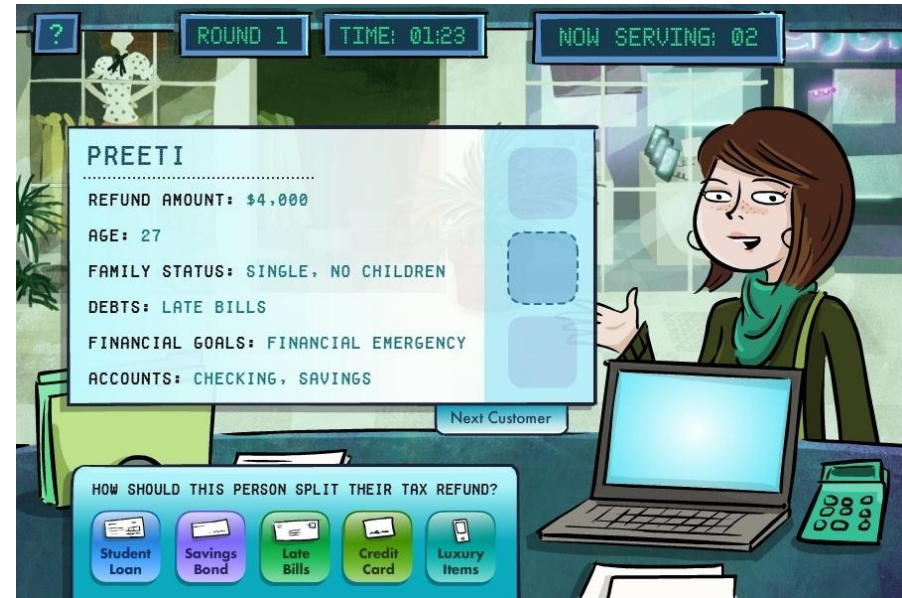 ?
ROUND 1
TIME: 01:23
NOW SERVING: 02
PREETI
REFUND AMOUNT: $4,000
AGE: 27
FAMILY STATUS: SINGLE, NO CHILDREN
DEBTS: LATE BILLS
FINANCIAL GOALS: FINANCIAL EMERGENCY
ACCOUNTS: CHECKING, SAVINGS
Next Customer
HOW SHOULD THIS PERSON SPLIT THEIR TAX REFUND?
Student
Loan
Savings
Bond
Late
Bills
Credit
Card
Luxury
Items